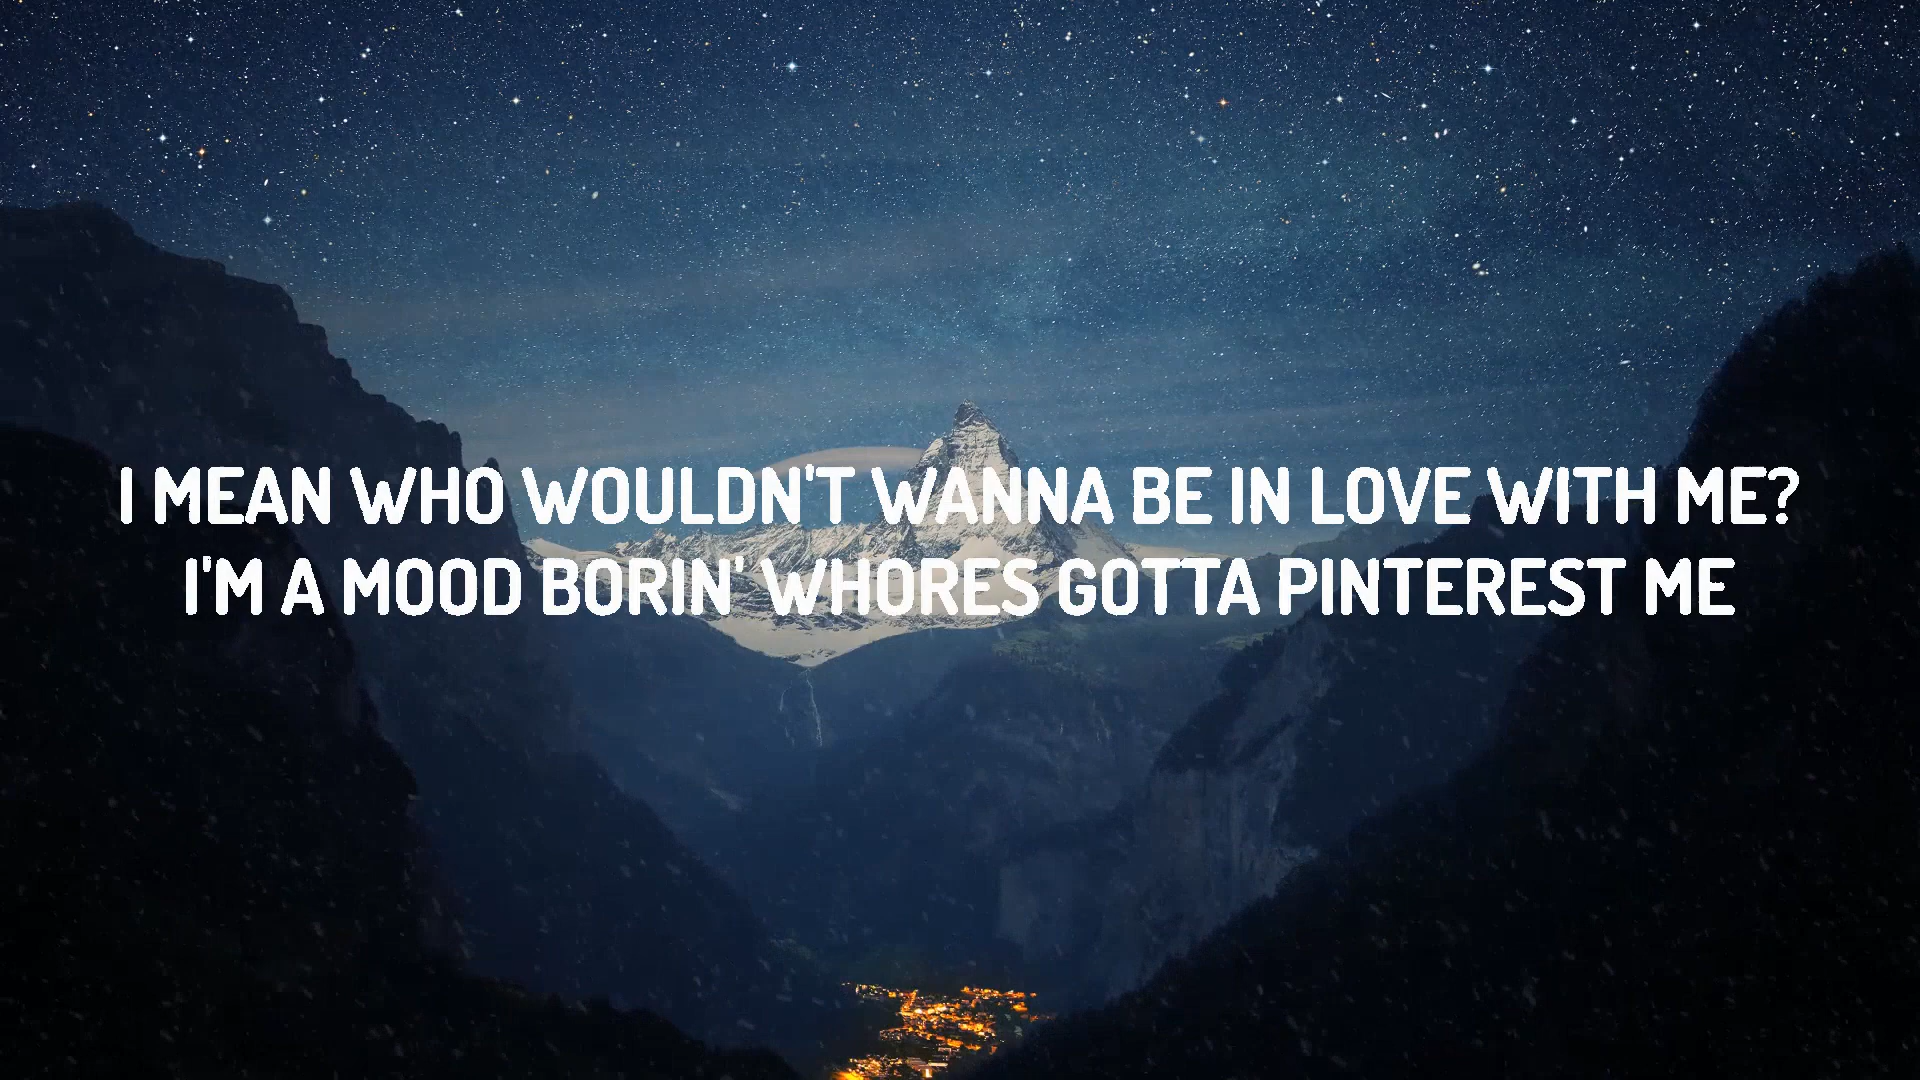 I MEAN WHO WOULDN'T WANNA BE IN LOVE WITH ME?
I'M A MOOD BORIN' WHORES GOTTA PINTEREST ME